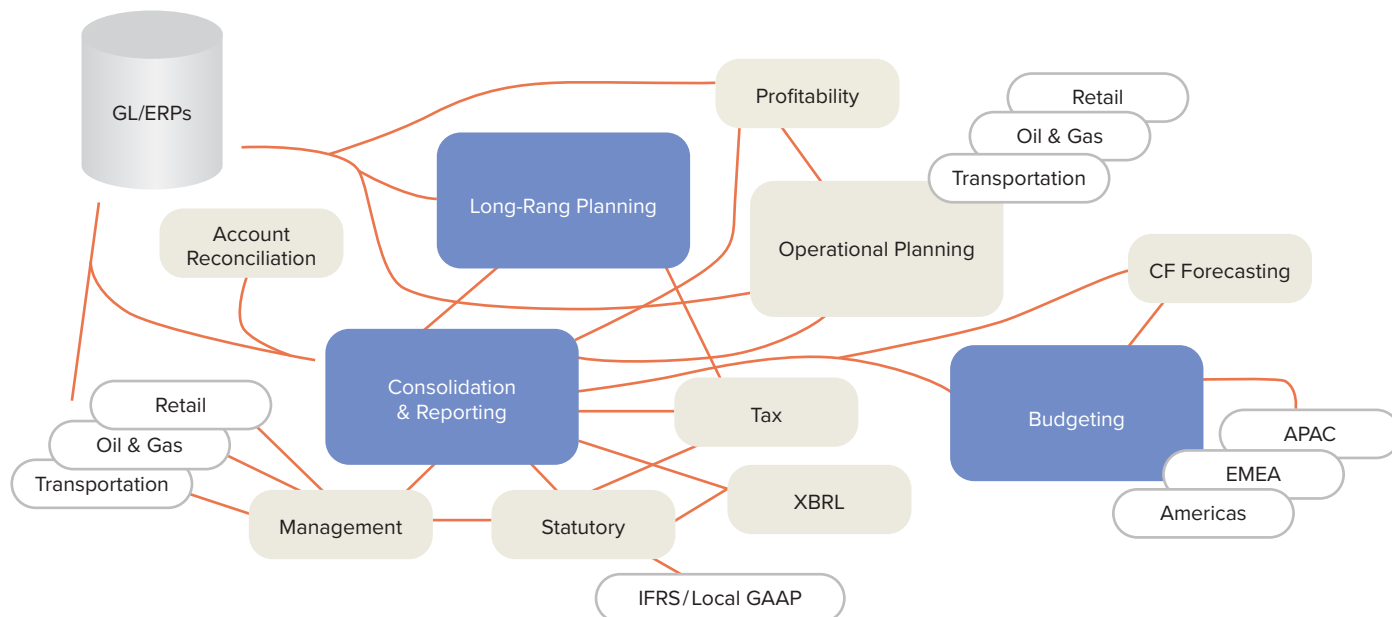 GL/ERPs
Profitability
Retail
Oil & Gas
Transportation
Long-Rang Planning
Account
Reconciliation
Operational Planning
CF Forecasting
Consolidation
& Reporting
Retail
Oil & Gas
Transportation
Tax
Budgeting
APAC
EMEA
Americas
Management
Statutory
XBRL
IFRS/Local GAAP